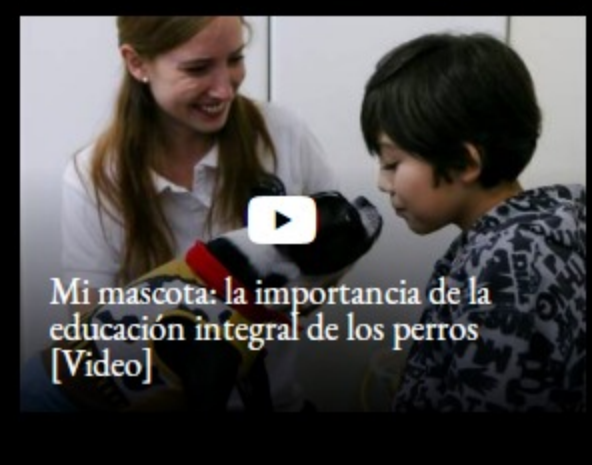 Mi mascota: la importancia de la
educación integral de los perros
[Video]